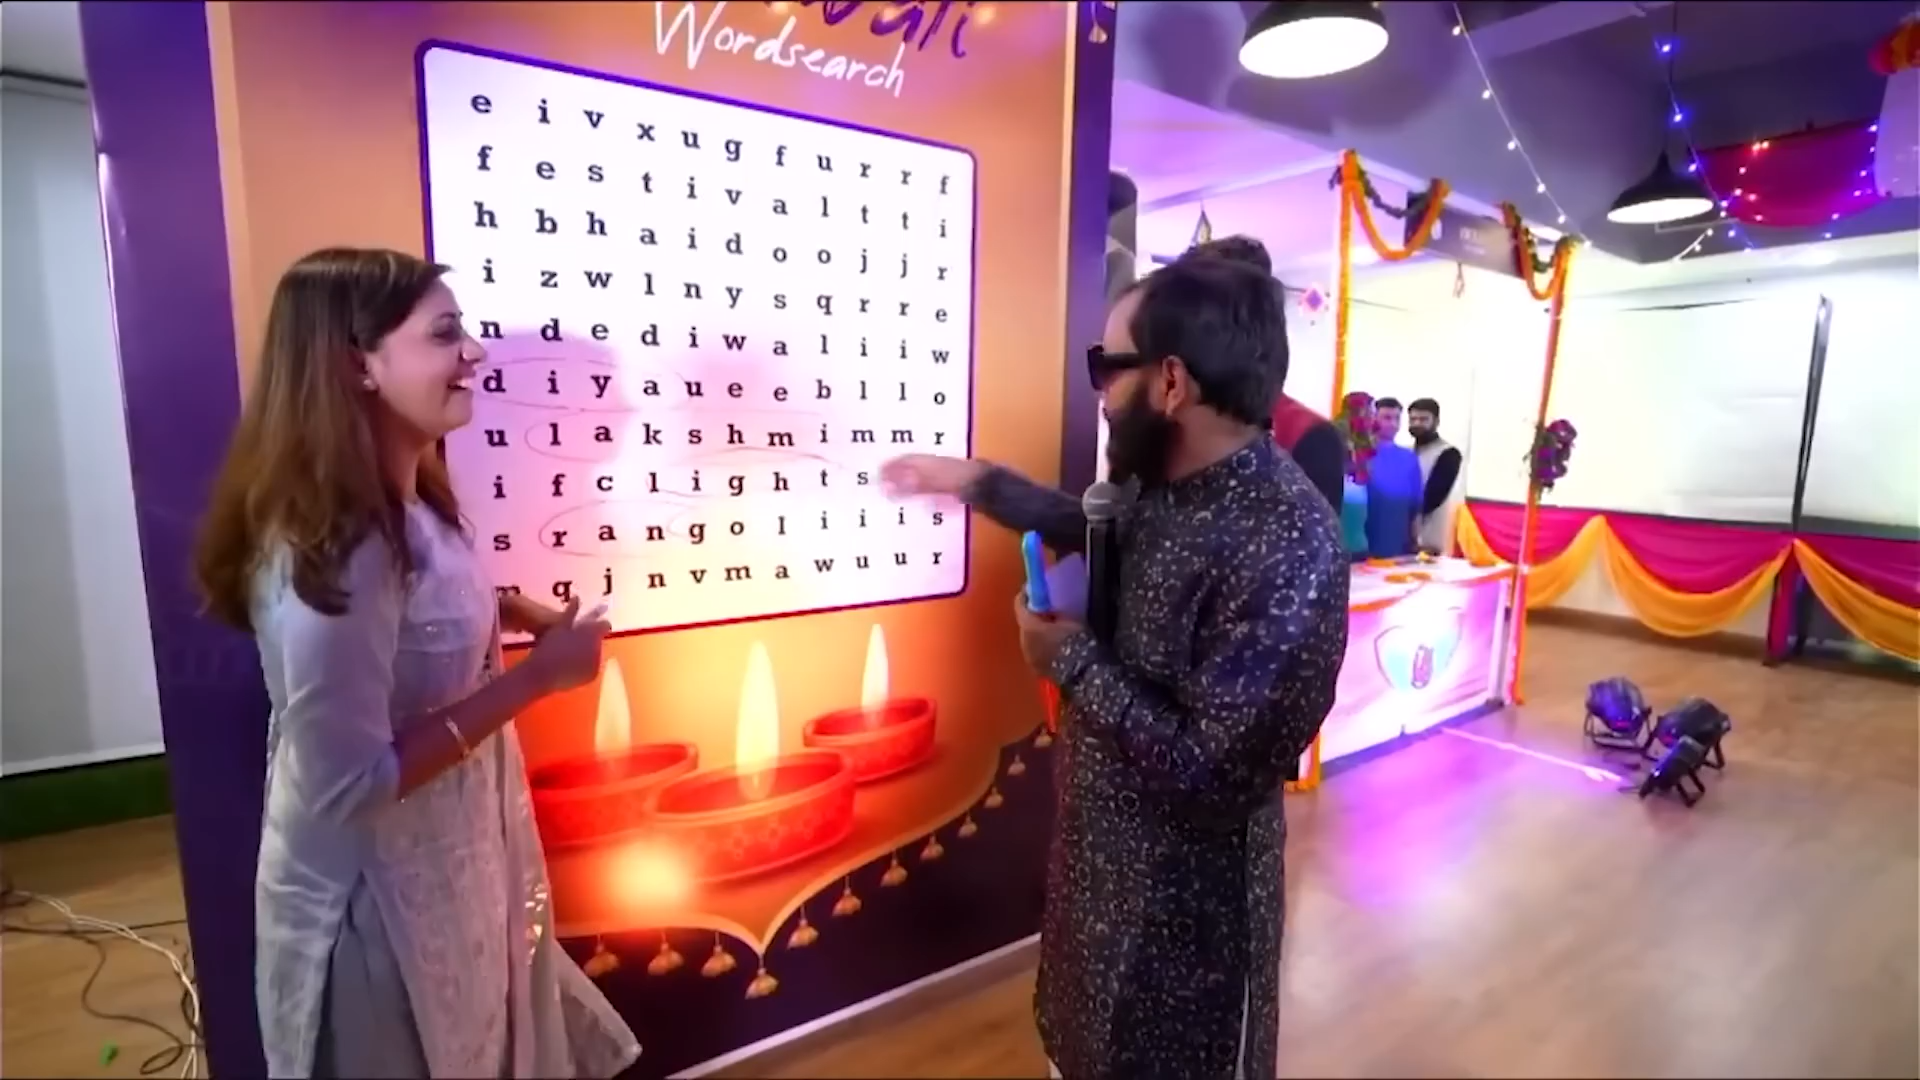 Wordsearch
e i v x u g f u r r f
f e s t i v a l t t i
h b h a i d o o j j r
i z w l n y s q r r e
n d e d i w a l i i w
d i y a u e e b l l o
u l a k s h m i m m r
i f c l i g h t s
s r a n g o l i i i s
m q j n v m a w u u r